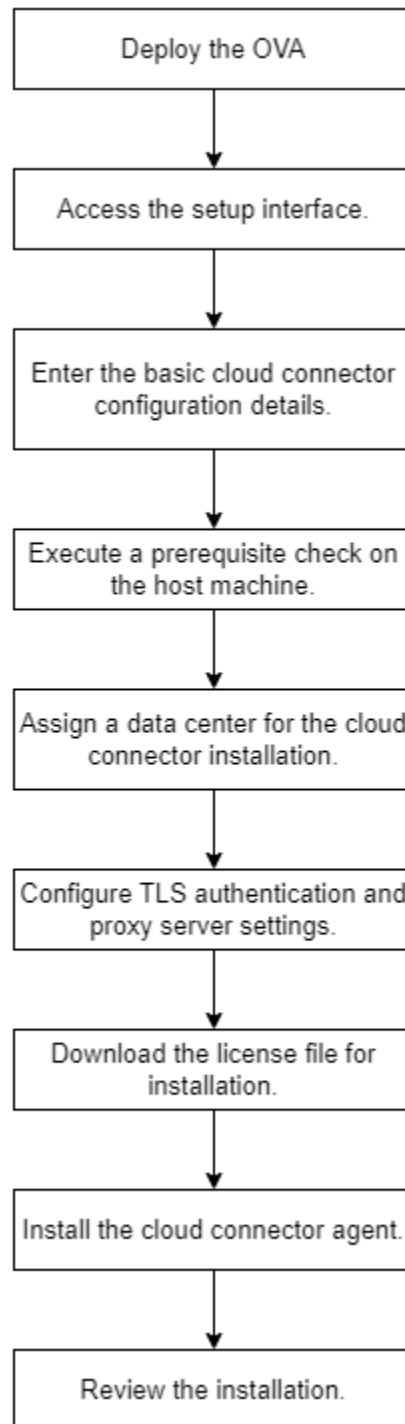 Deploy the OVA
Access the setup interface.
Enter the basic cloud connector
configuration details.
Execute a prerequisite check on
the host machine.
Assign a data center for the cloud
connector installation.
Configure TLS authentication and
proxy server settings.
Download the license file for
installation.
Install the cloud connector agent.
Review the installation.